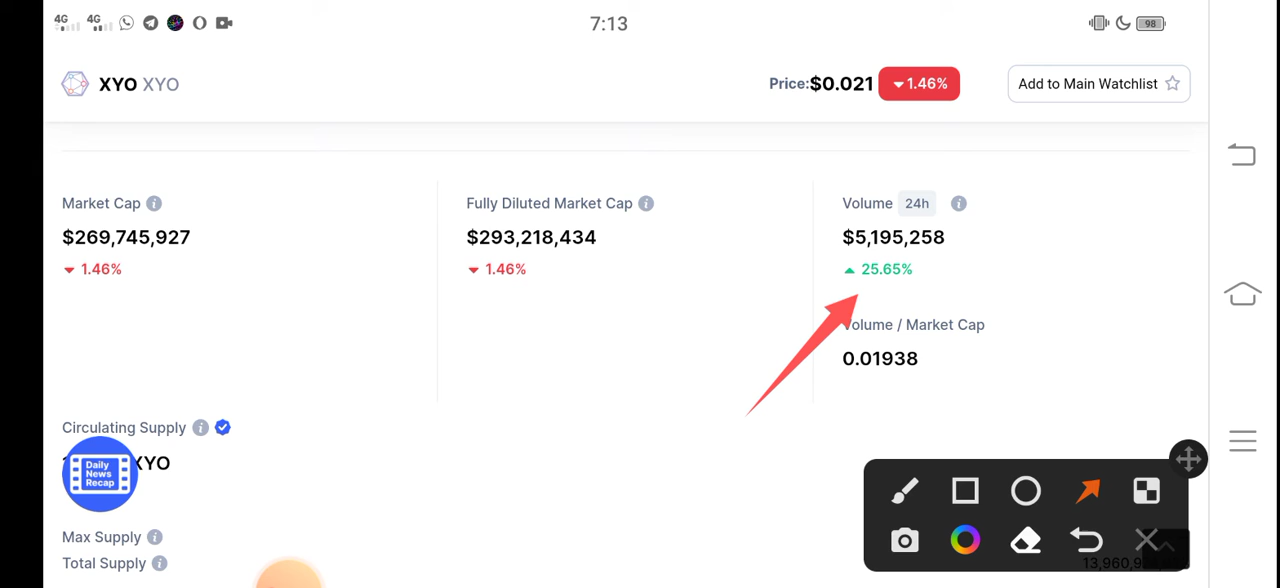 4G 4G 7:13 98
XYO XYO Price:$0.021 1.46% Add to Main Watchlist
Market Cap Fully Diluted Market Cap Volume 24h
$269,745,927 $293,218,434 $5,195,258
1.46% 1.46% 25.65%
Volume / Market Cap
0.01938
Circulating Supply
XYO
Daily
News
Recap
Max Supply
Total Supply